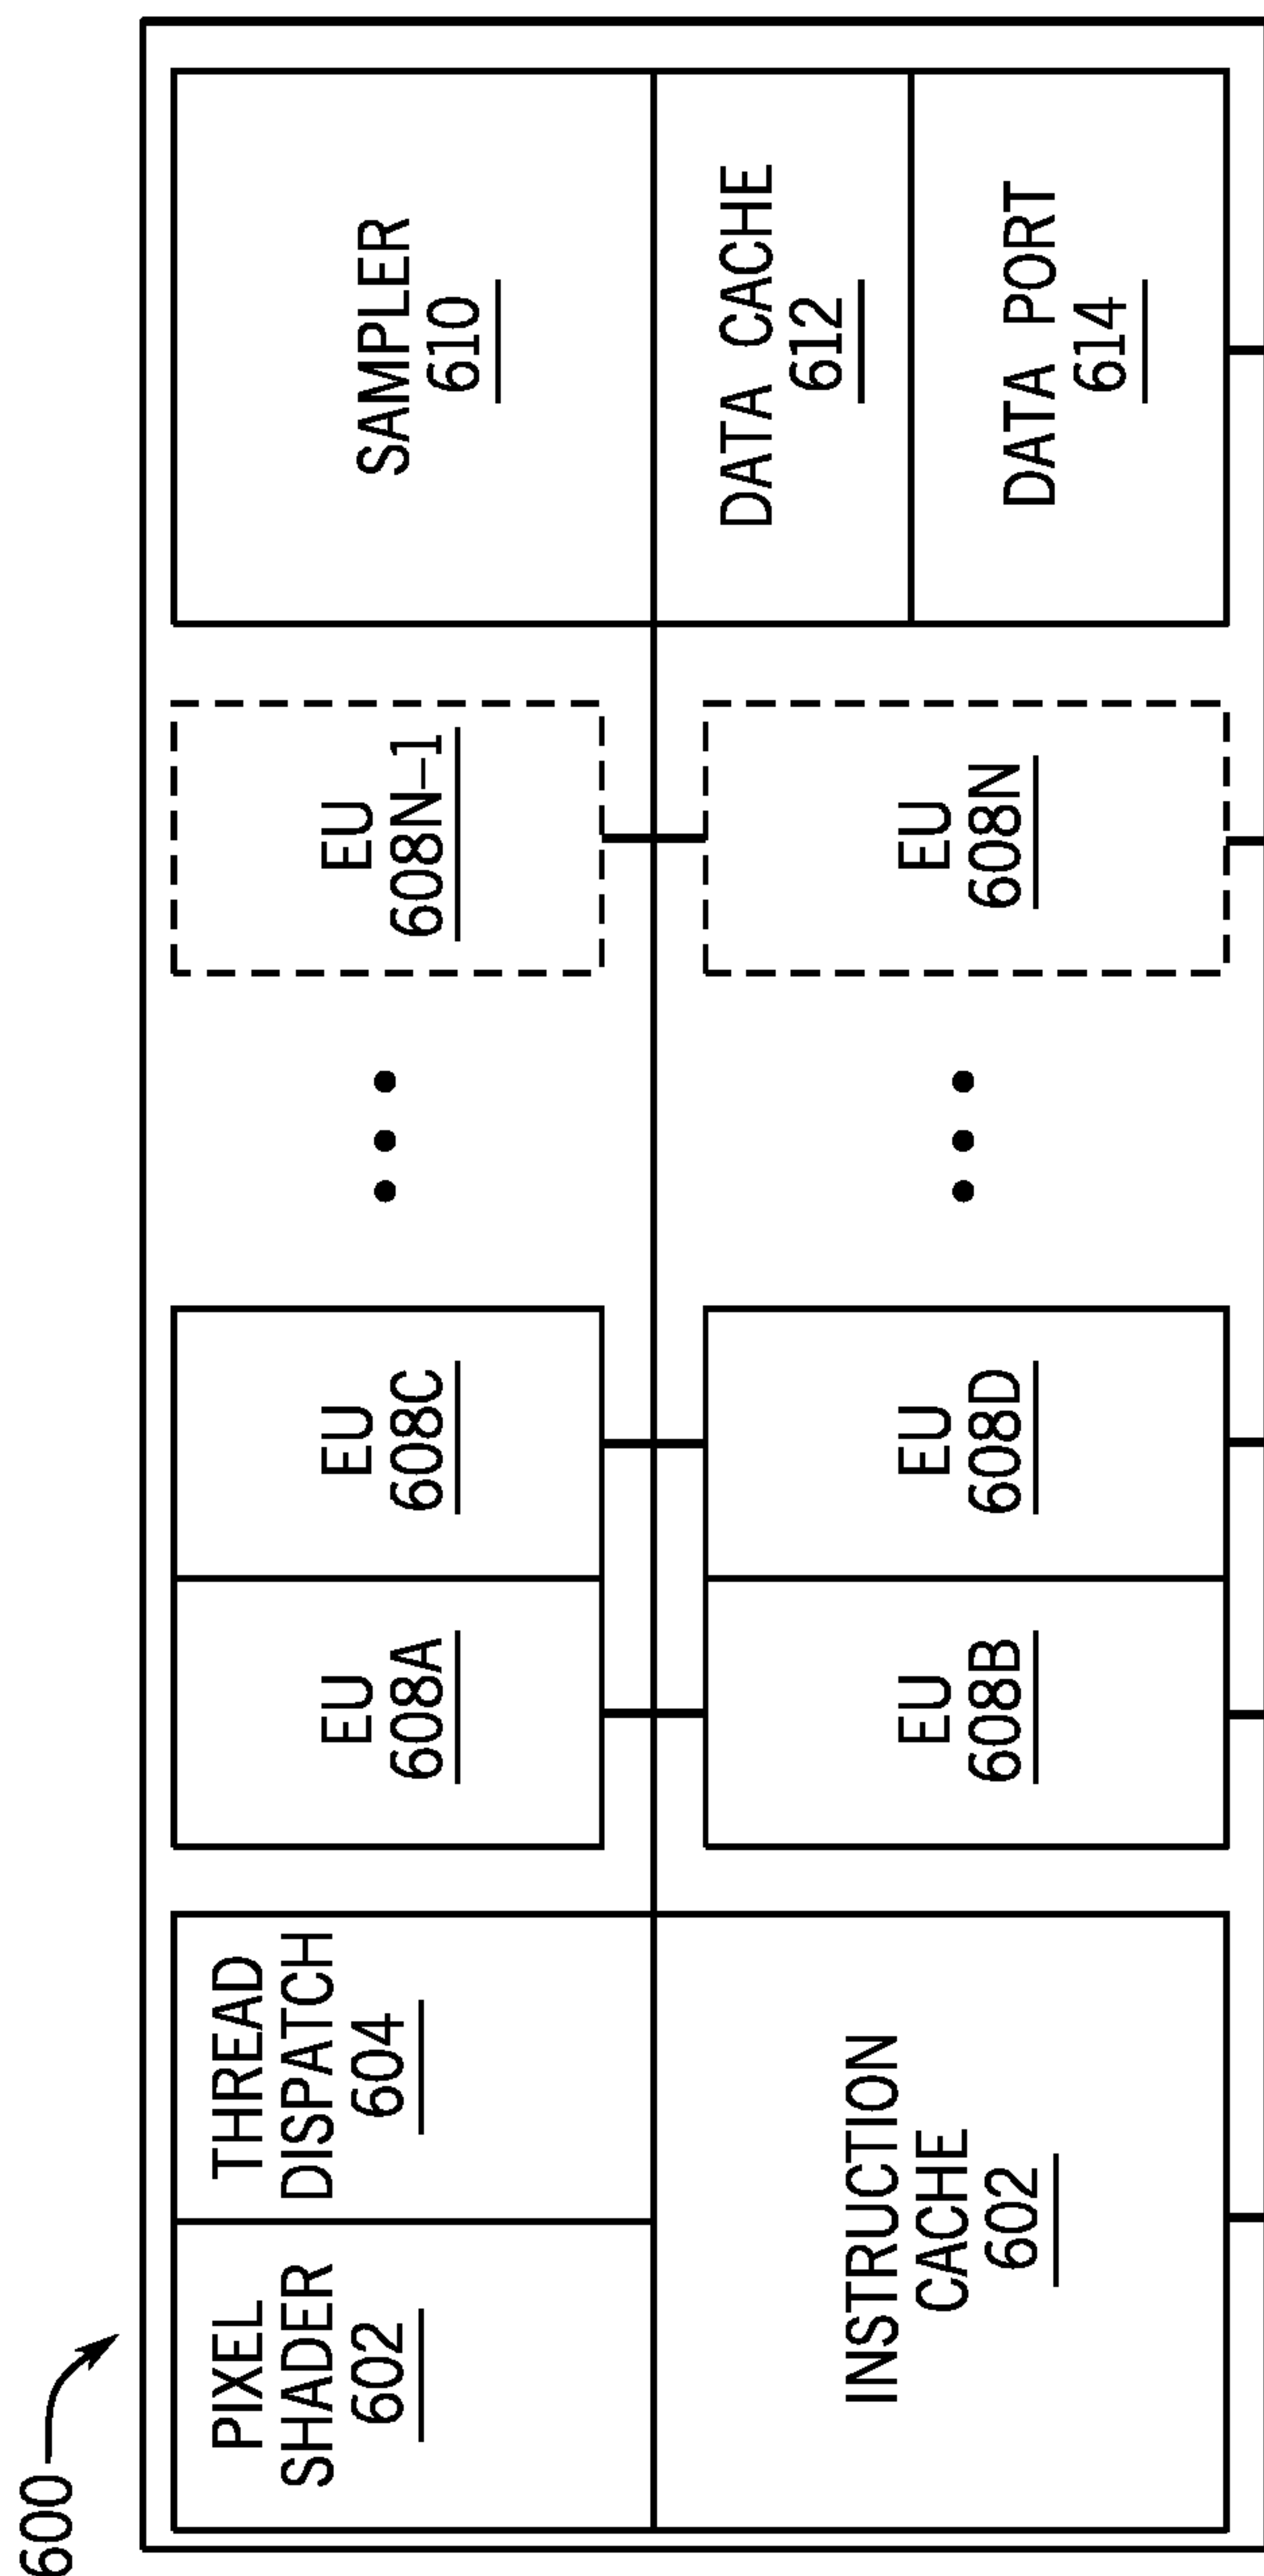 600
PIXEL
SHADER
602
THREAD
DISPATCH
604
EU
608A
EU
608C
EU
608N-1
SAMPLER
610
INSTRUCTION
CACHE
602
EU
608B
EU
608D
EU
608N
DATA CACHE
612
DATA PORT
614